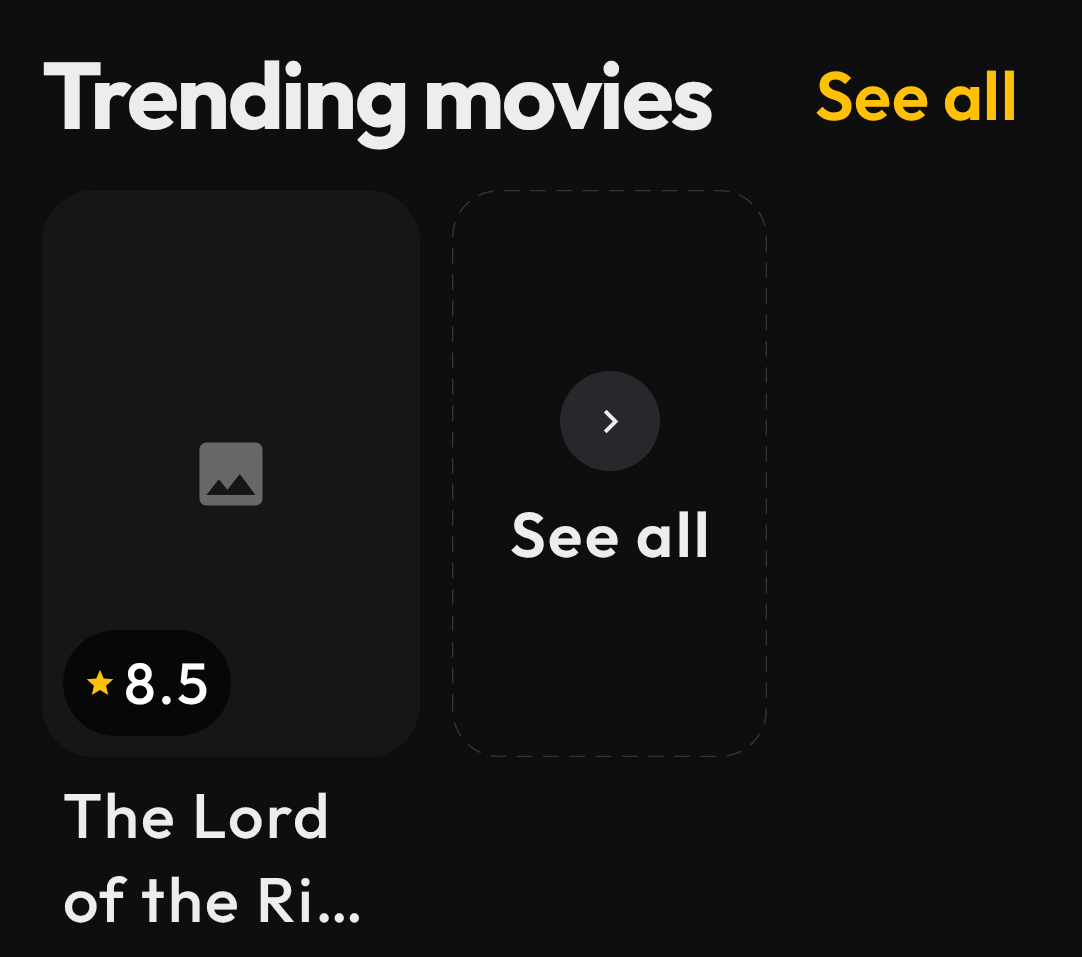 Trending movies
See all
See all
8.5
The Lord
of the Ri...